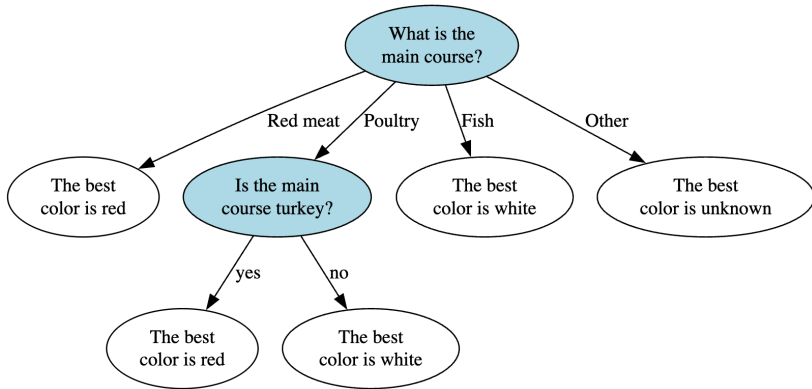 What is the
main course?
Red meat
Poultry
Fish
Other
The best
color is red
Is the main
course turkey?
The best
color is white
The best
color is unknown
yes
no
The best
color is red
The best
color is white